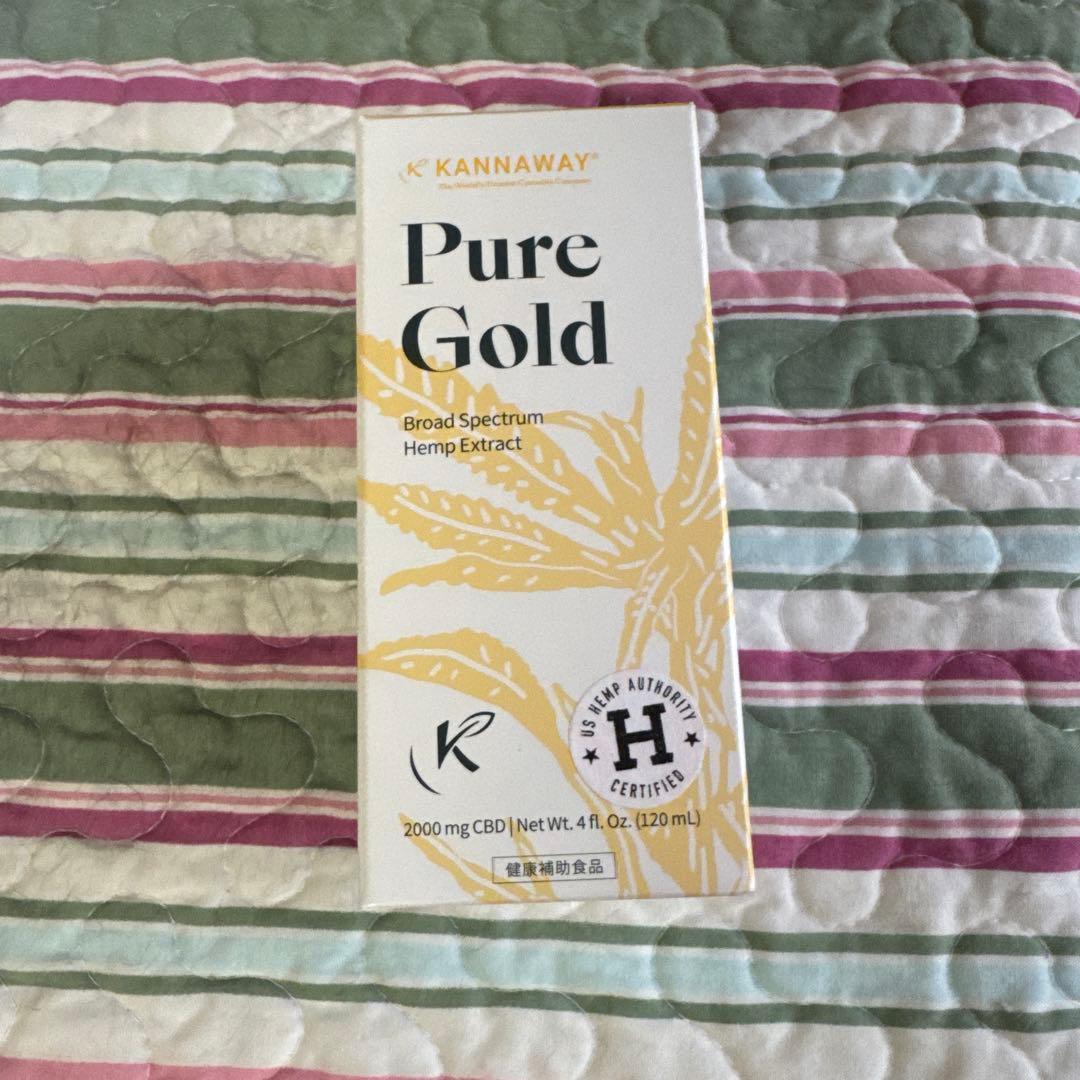 KANNAWAY®
Pure
Gold
Broad Spectrum
Hemp Extract
K
US HEMP AUTHORITY
H
CERTIFIED
2000 mg CBD | Net Wt. 4 fl. Oz. (120 mL)
健康補助食品